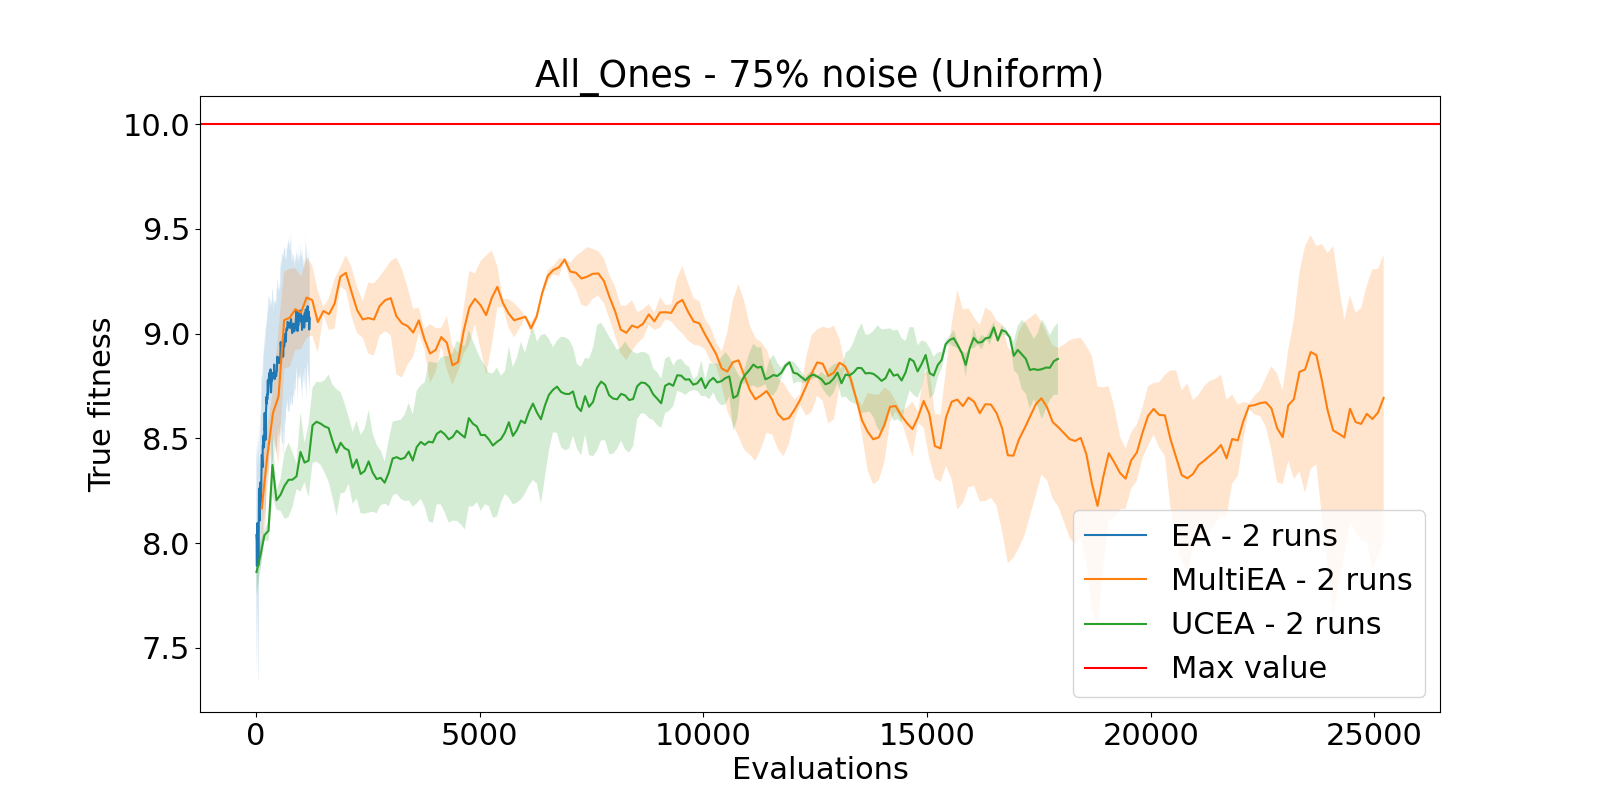 All_Ones - 75% noise (Uniform)
True fitness
10.0
9.5
9.0
8.5
8.0
7.5
EA - 2 runs
MultiEA - 2 runs
UCEA - 2 runs
Max value
0 5000 10000 15000 20000 25000
Evaluations